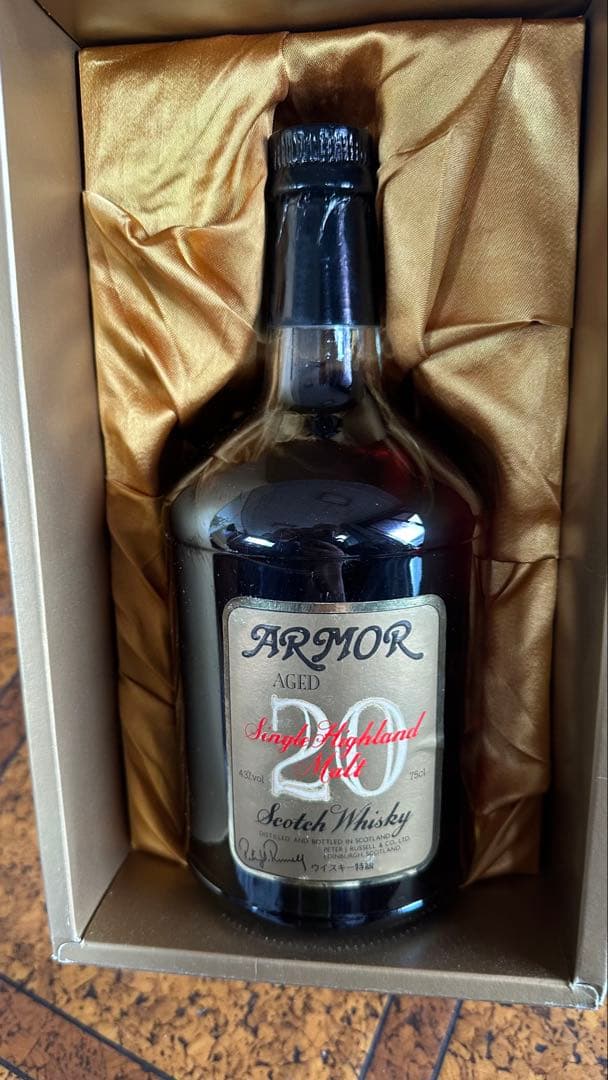 ARMOR
AGED
20
Single Highland
Malt
43%vol 75cl
Scotch Whisky
DISTILLED AND BOTTLED IN SCOTLAND
PETER J RUSSELL & CO., LTD.
EDINBURGH, SCOTLAND.
ウイスキー特級